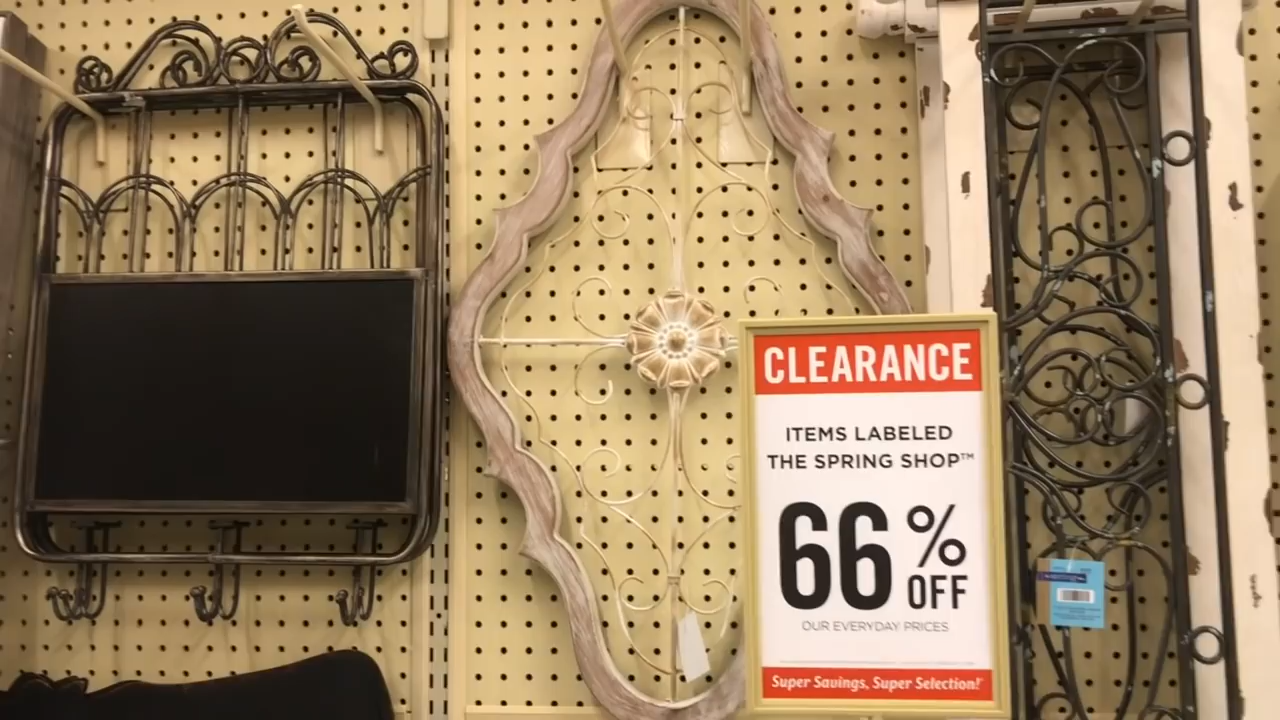 CLEARANCE
ITEMS LABELED
THE SPRING SHOP™
66%
OFF
OUR EVERYDAY PRICES
Super Savings, Super Selection!